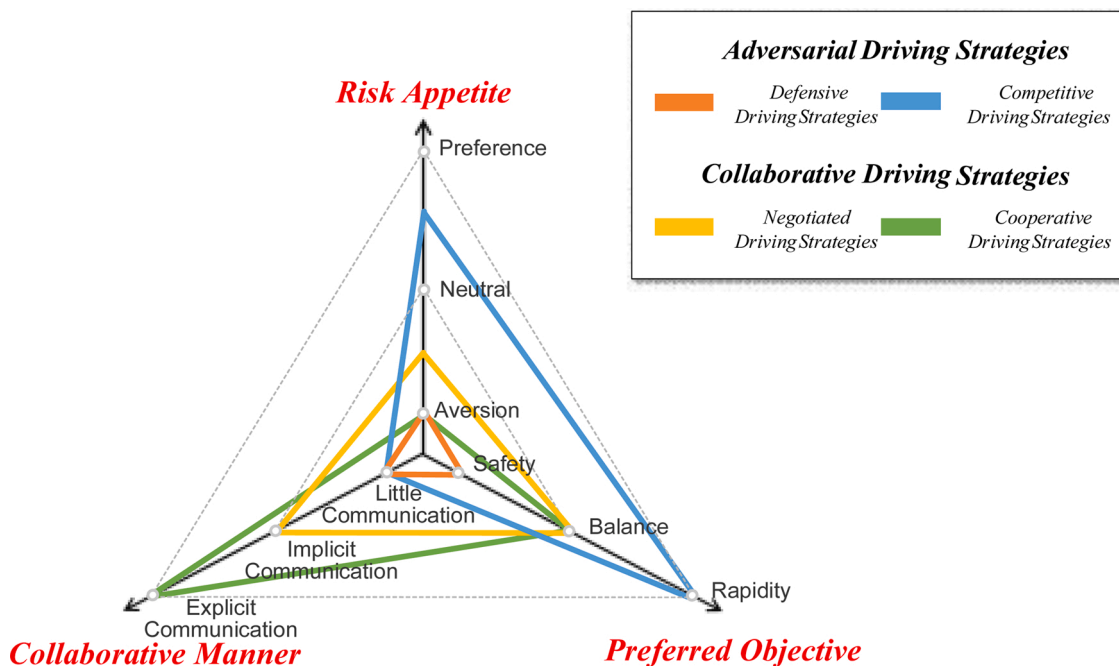 Adversarial Driving Strategies
Defensive
Driving Strategies
Competitive
Driving Strategies
Collaborative Driving Strategies
Negotiated
Driving Strategies
Cooperative
Driving Strategies
Risk Appetite
Preference
Neutral
Aversion
Safety
Little
Communication
Balance
Implicit
Communication
Rapidity
Explicit
Communication
Collaborative Manner
Preferred Objective